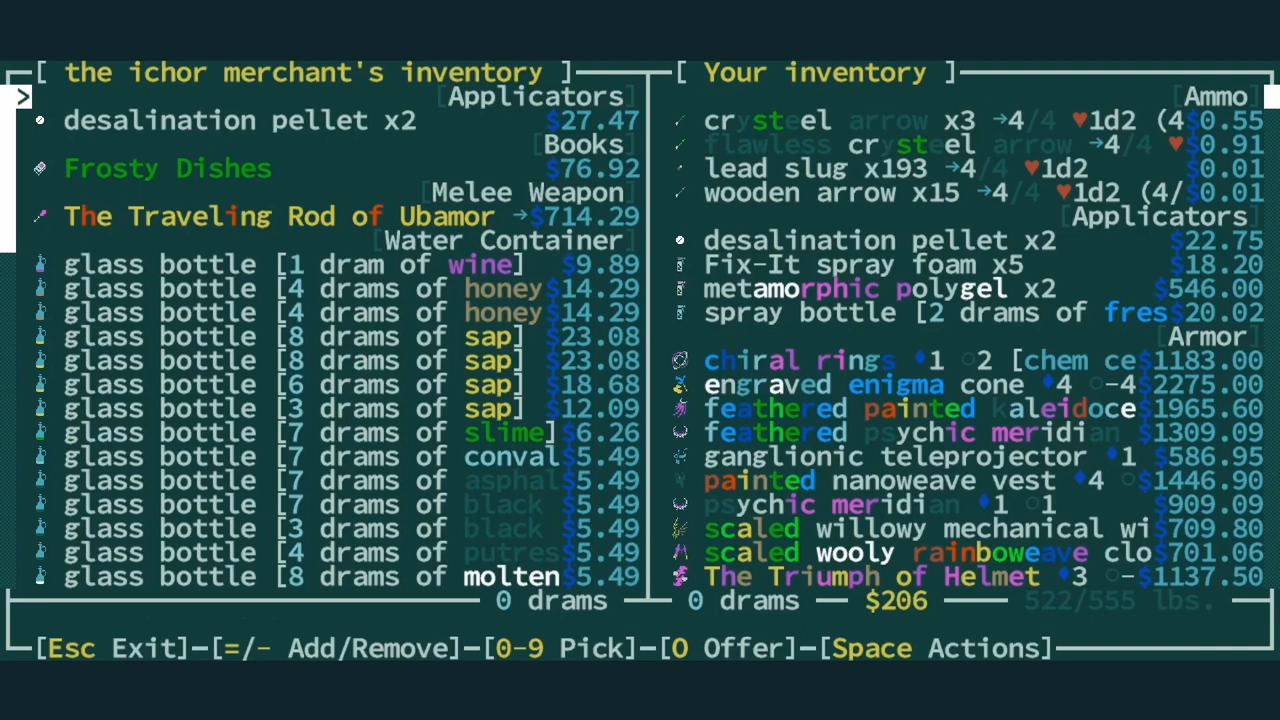 [ the ichor merchant's inventory ]
[Applicators]
desalination pellet x2 $27.47
[Books]
Frosty Dishes $76.92
[Melee Weapon]
The Traveling Rod of Ubamor →$714.29
[Water Container]
glass bottle [1 dram of wine] $9.89
glass bottle [4 drams of honey $14.29
glass bottle [4 drams of honey $14.29
glass bottle [8 drams of sap] $23.08
glass bottle [8 drams of sap] $23.08
glass bottle [6 drams of sap] $18.68
glass bottle [3 drams of sap] $12.09
glass bottle [7 drams of slime] $6.26
glass bottle [7 drams of conval $5.49
glass bottle [7 drams of asphal $5.49
glass bottle [7 drams of black $5.49
glass bottle [3 drams of black $5.49
glass bottle [4 drams of putres $5.49
glass bottle [8 drams of molten $5.49
0 drams
[ Your inventory ]
[Ammo]
crysteel arrow x3 →4/4 ♥1d2 (4 $0.55
flawless crysteel arrow →4/4 ♥ $0.91
lead slug x193 →4/4 ♥1d2 $0.01
wooden arrow x15 →4/4 ♥1d2 (4/ $0.01
[Applicators]
desalination pellet x2 $22.75
Fix-It spray foam x5 $18.20
metamorphic polygel x2 $546.00
spray bottle [2 drams of fres $20.02
[Armor]
chiral rings ♦1 ○2 [chem ce $1183.00
engraved enigma cone ♦4 ○-4 $2275.00
feathered painted kaleidoce $1965.60
feathered psychic meridian $1309.09
ganglionic teleprojector ♦1 $586.95
painted nanoweave vest ♦4 ○ $1446.90
psychic meridian ♦1 ○1 $909.09
scaled willowy mechanical wi $709.80
scaled wooly rainboweave clo $701.06
The Triumph of Helmet ♦3 ○- $1137.50
0 drams — $206 — 522/555 lbs.
[Esc Exit]—[=/- Add/Remove]—[0-9 Pick]—[O Offer]—[Space Actions]